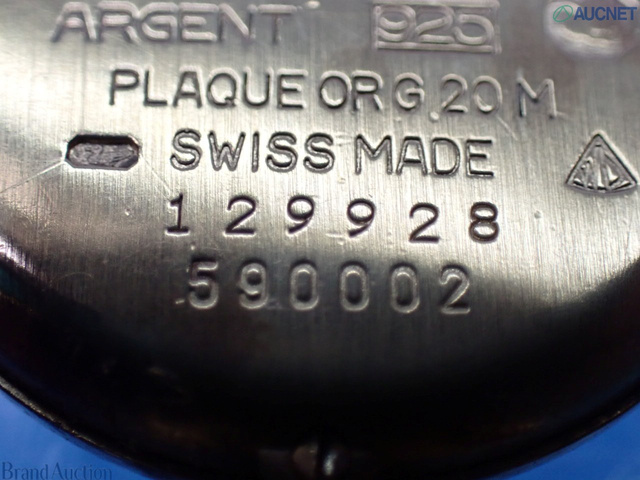 AUCNET
ARGENT 925
PLAQUE OR G. 20 M
SWISS MADE
129928
590002
BrandAuction